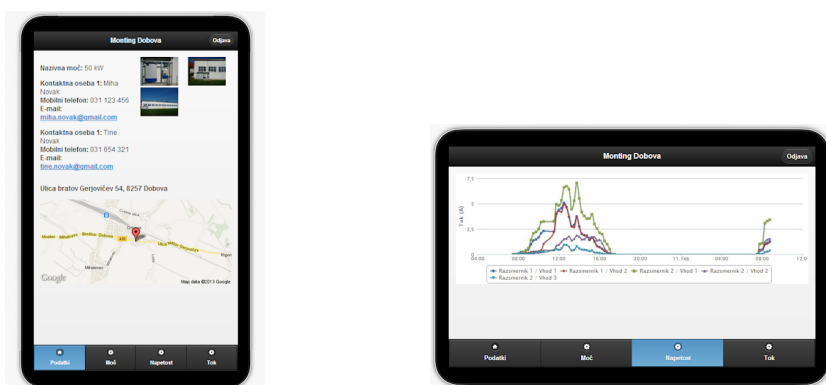 Monting Dobova
Odjava
Nazivna moč: 50 kW
Kontaktna oseba 1: Miha
Novak
Mobilni telefon: 031 123 456
E-mail:
miha.novak@gmail.com
Kontaktna oseba 1: Tine
Novak
Mobilni telefon: 031 654 321
E-mail:
tine.novak@gmail.com
Ulica bratov Gerjovičev 54, 8257 Dobova
Google
Map data ©2013 Google
Podatki
Moč
Napetost
Tok
Monting Dobova
Odjava
7,5
5
2,5
0
Tok (A)
04:00 08:00 12:00 16:00 20:00 11. Feb 04:00 08:00 12:0
Razsmernik 1 / Vhod 1 Razsmernik 1 / Vhod 2 Razsmernik 2 / Vhod 1 Razsmernik 2 / Vhod 2
Razsmernik 2 / Vhod 3
Podatki
Moč
Napetost
Tok